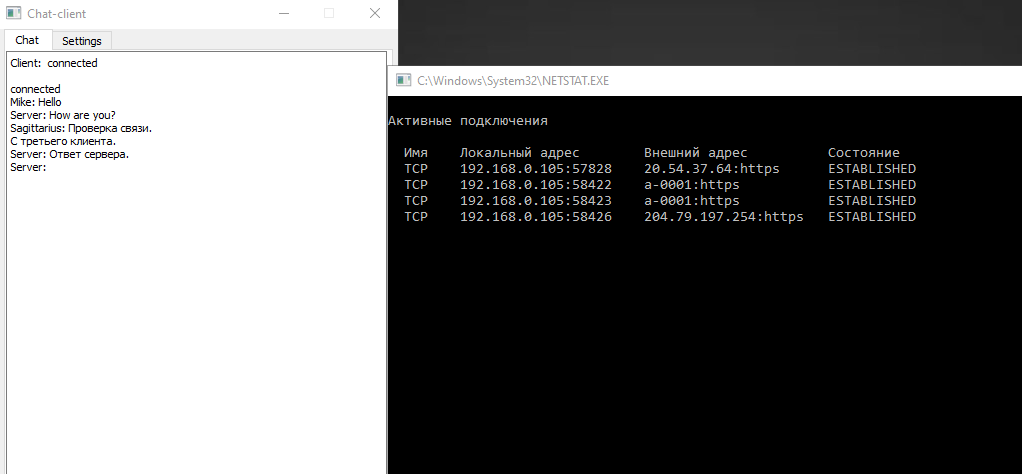 Chat-client
Chat Settings
Client: connected
connected
Mike: Hello
Server: How are you?
Sagittarius: Проверка связи.
С третьего клиента.
Server: Ответ сервера.
Server:
C:\Windows\System32\NETSTAT.EXE
Активные подключения
Имя Локальный адрес Внешний адрес Состояние
TCP 192.168.0.105:57828 20.54.37.64:https ESTABLISHED
TCP 192.168.0.105:58422 a-0001:https ESTABLISHED
TCP 192.168.0.105:58423 a-0001:https ESTABLISHED
TCP 192.168.0.105:58426 204.79.197.254:https ESTABLISHED